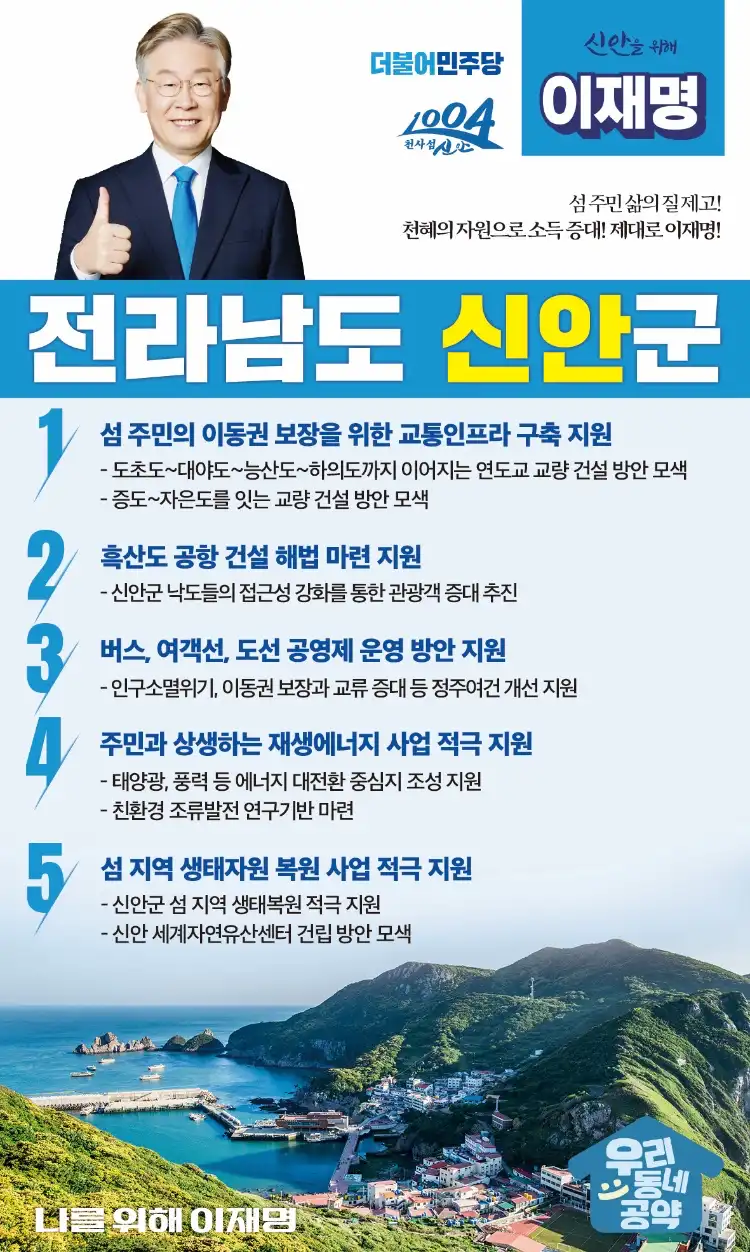 더불어민주당
1004
천사섬 신안
신안을 위해
이재명
섬 주민 삶의 질 제고!
천혜의 자원으로 소득 증대! 제대로 이재명!
전라남도 신안군
1 섬 주민의 이동권 보장을 위한 교통인프라 구축 지원
- 도초도~대야도~능산도~하의도까지 이어지는 연도교 교량 건설 방안 모색
- 증도~자은도를 잇는 교량 건설 방안 모색
2 흑산도 공항 건설 해법 마련 지원
- 신안군 낙도들의 접근성 강화를 통한 관광객 증대 추진
3 버스, 여객선, 도선 공영제 운영 방안 지원
- 인구소멸위기, 이동권 보장과 교류 증대 등 정주여건 개선 지원
4 주민과 상생하는 재생에너지 사업 적극 지원
- 태양광, 풍력 등 에너지 대전환 중심지 조성 지원
- 친환경 조류발전 연구기반 마련
5 섬 지역 생태자원 복원 사업 적극 지원
- 신안군 섬 지역 생태복원 적극 지원
- 신안 세계자연유산센터 건립 방안 모색
나를 위해 이재명
우리
동네
공약